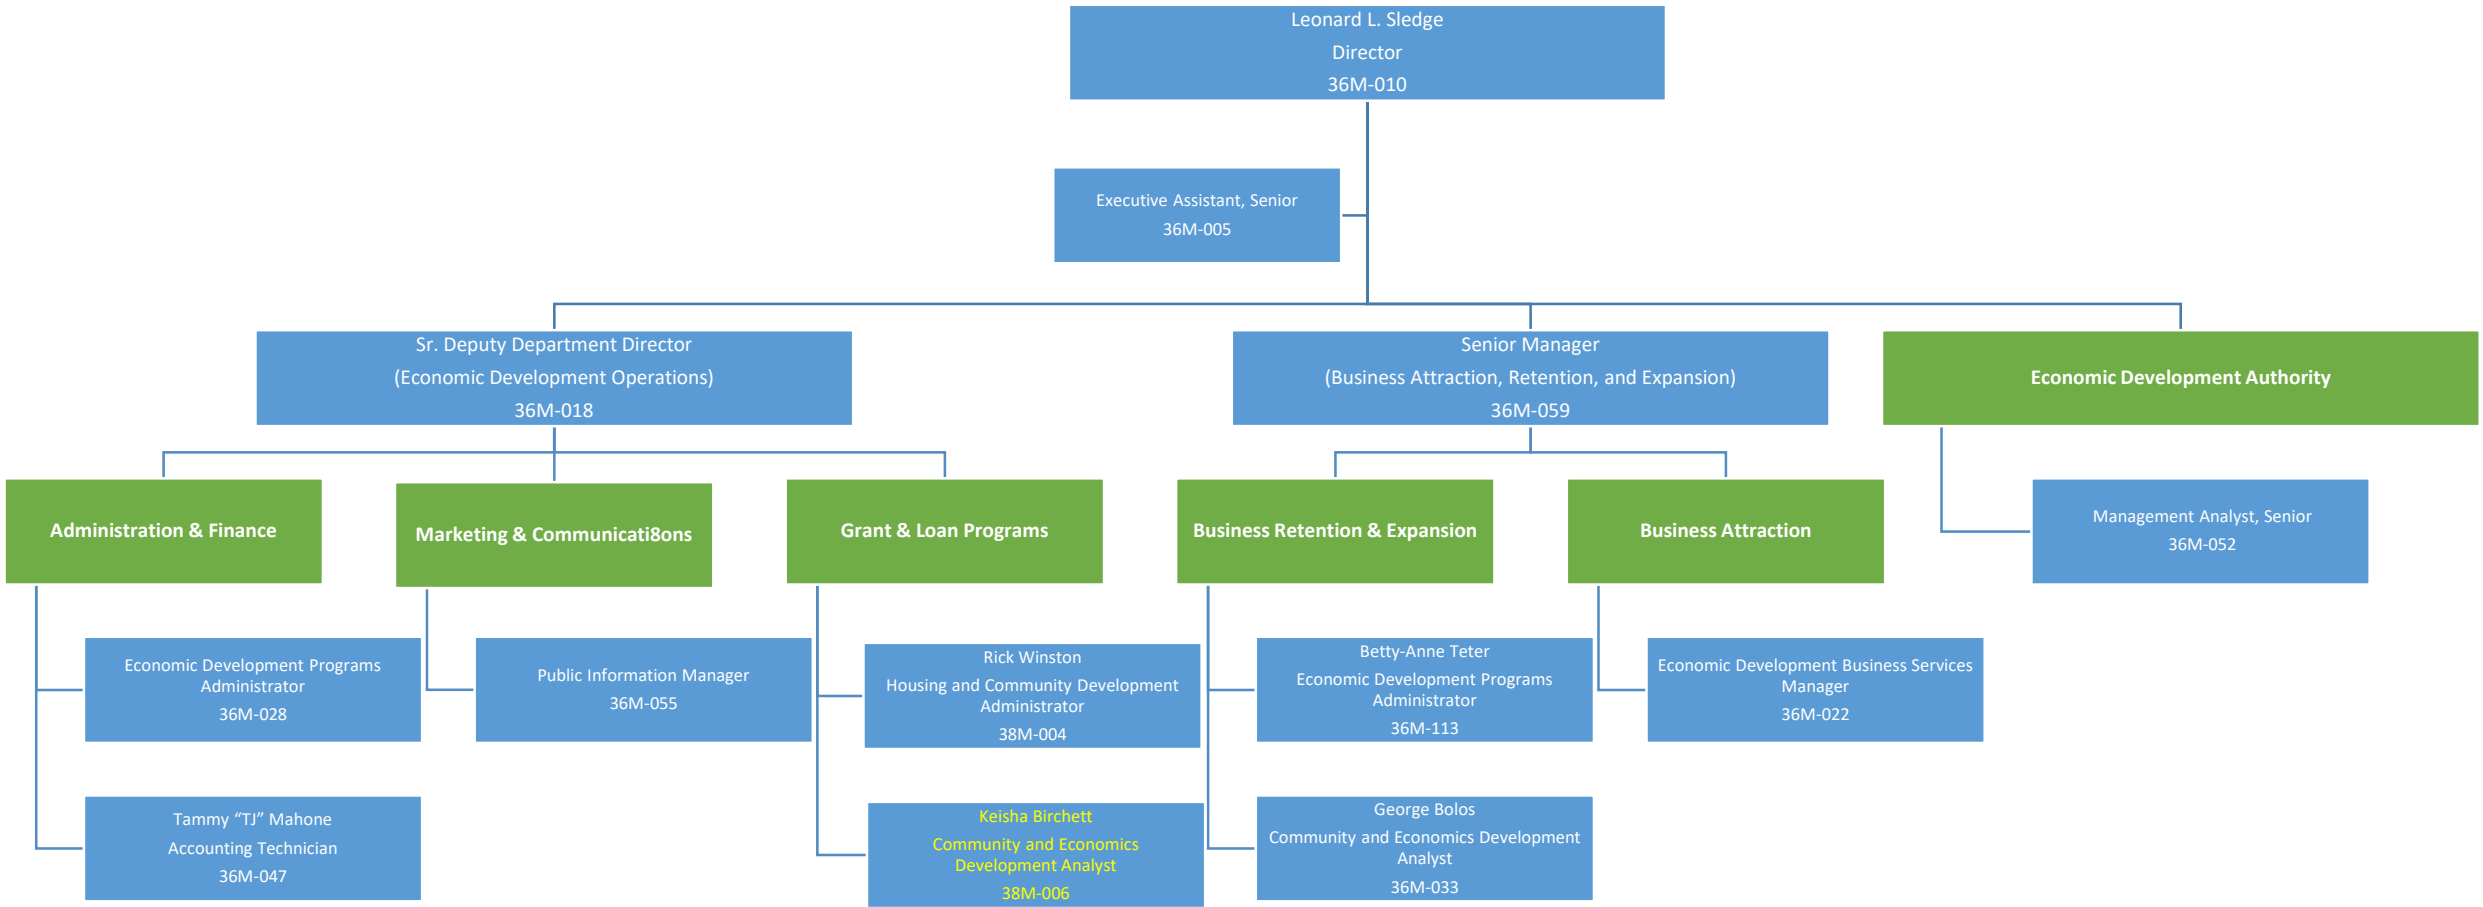 Leonard L. Sledge
Director
36M-010
Executive Assistant, Senior
36M-005
Sr. Deputy Department Director
(Economic Development Operations)
36M-018
Senior Manager
(Business Attraction, Retention, and Expansion)
36M-059
Economic Development Authority
Administration & Finance
Marketing & Communicati8ons
Grant & Loan Programs
Business Retention & Expansion
Business Attraction
Management Analyst, Senior
36M-052
Economic Development Programs
Administrator
36M-028
Public Information Manager
36M-055
Rick Winston
Housing and Community Development
Administrator
38M-004
Betty-Anne Teter
Economic Development Programs
Administrator
36M-113
Economic Development Business Services
Manager
36M-022
Tammy “TJ” Mahone
Accounting Technician
36M-047
Keisha Birchett
Community and Economics
Development Analyst
38M-006
George Bolos
Community and Economics Development
Analyst
36M-033